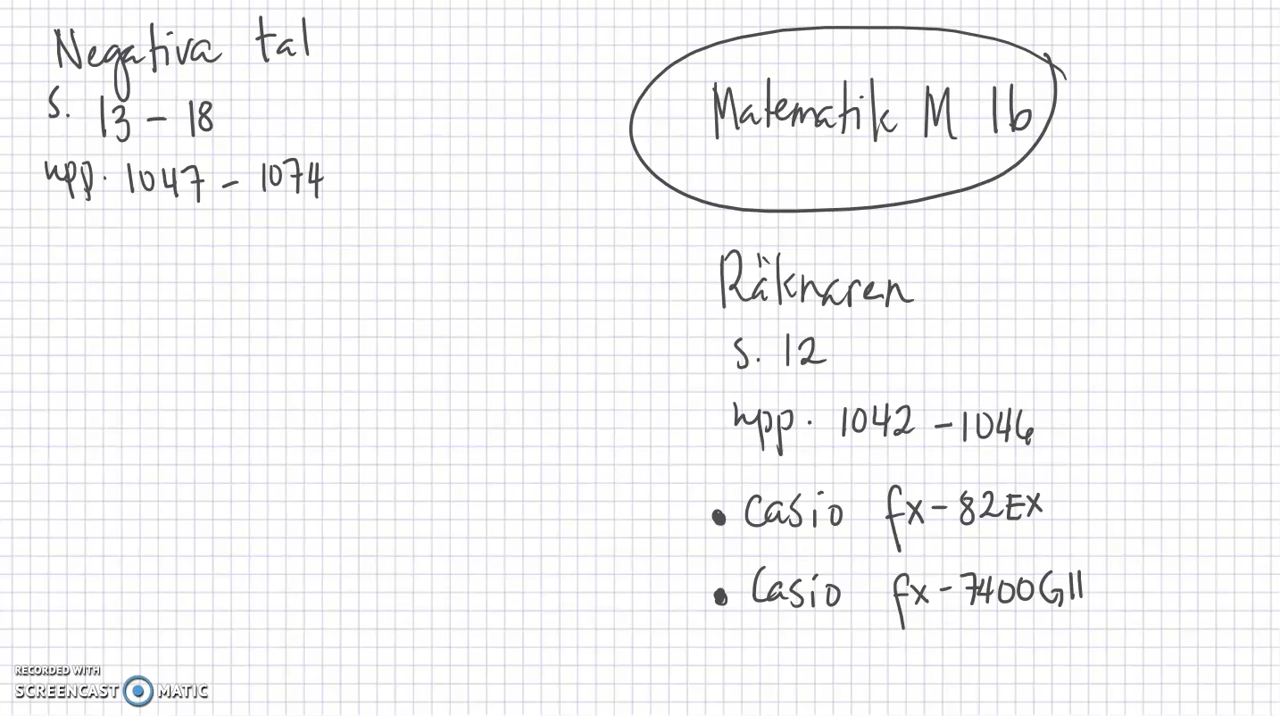 Negativa tal
s. 13 - 18
upp. 1047 - 1074
Matematik M 1b
Räknaren
s. 12
upp. 1042 - 1046
• Casio fx-82EX
• Casio fx-7400GII
RECORDED WITH
SCREENCAST MATIC